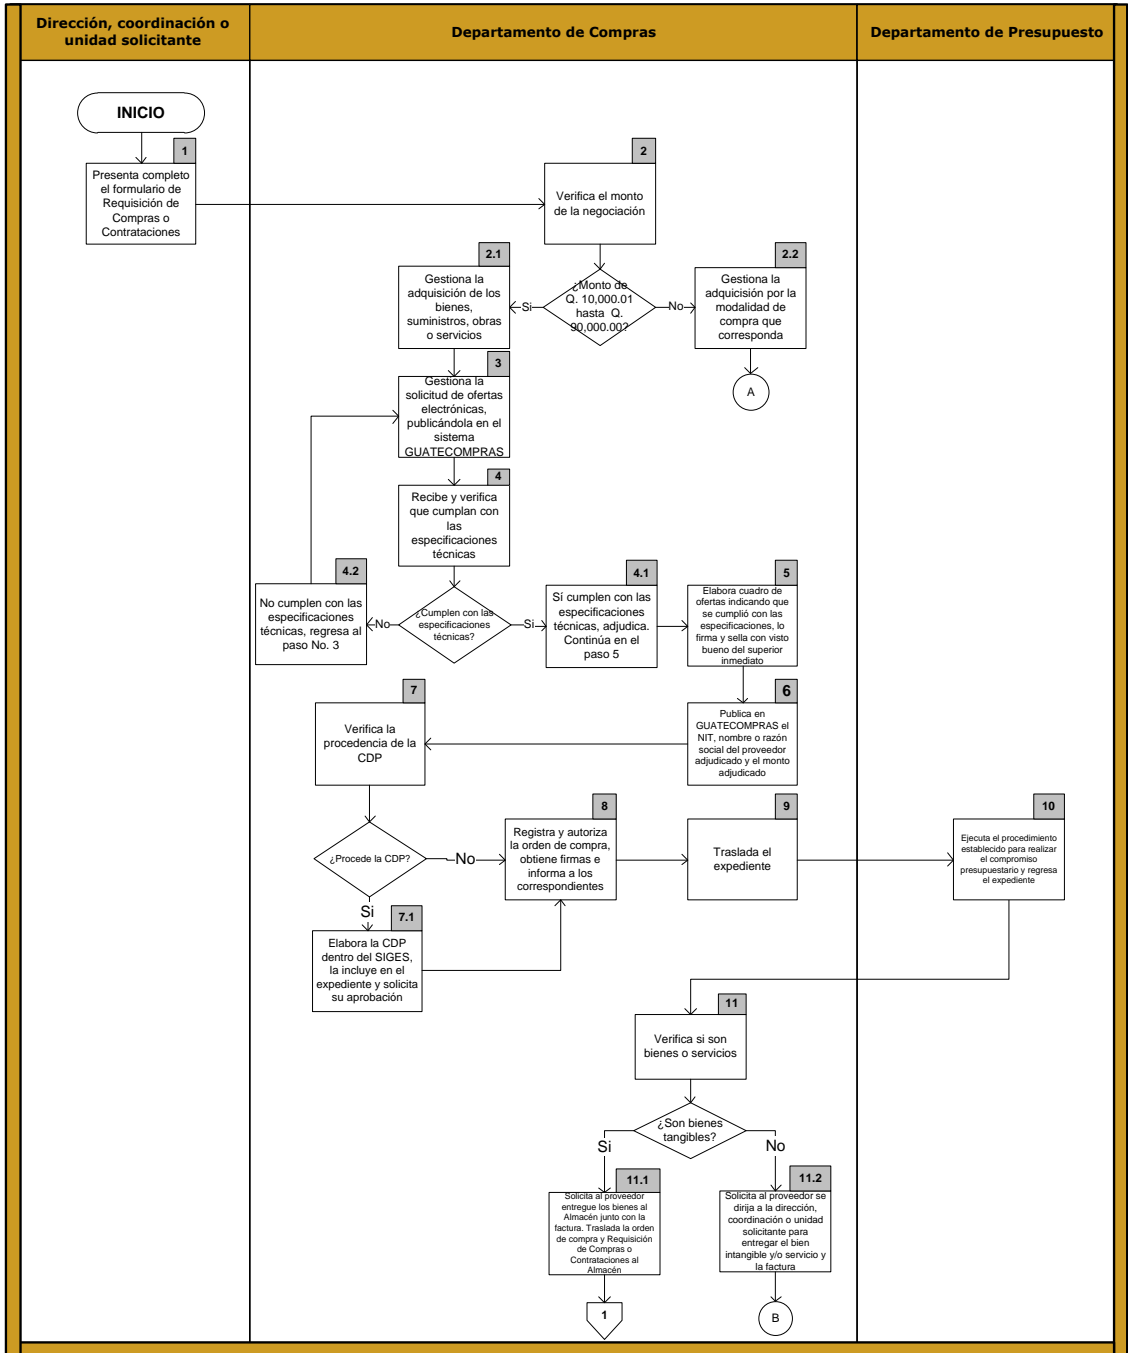 Dirección, coordinación o
unidad solicitante
Departamento de Compras
Departamento de Presupuesto
INICIO
1
Presenta completo
el formulario de
Requisición de
Compras o
Contrataciones
2
Verifica el monto
de la negociación
¿Monto de
Q. 10,000.01
hasta Q.
90,000.00?
Si
No
2.1
Gestiona la
adquisición de los
bienes,
suministros, obras
o servicios
2.2
Gestiona la
adquicisión por la
modalidad de
compra que
corresponda
A
3
Gestiona la
solicitud de ofertas
electrónicas,
publicándola en el
sistema
GUATECOMPRAS
4
Recibe y verifica
que cumplan con
las
especificaciones
técnicas
¿Cumplen con las
especificaciones
técnicas?
No
Si
4.2
No cumplen con las
especificaciones
técnicas, regresa al
paso No. 3
4.1
Sí cumplen con las
especificaciones
técnicas, adjudica.
Continúa en el
paso 5
5
Elabora cuadro de
ofertas indicando que
se cumplió con las
especificaciones, lo
firma y sella con visto
bueno del superior
inmediato
6
Publica en
GUATECOMPRAS el
NIT, nombre o razón
social del proveedor
adjudicado y el monto
adjudicado
7
Verifica la
procedencia de la
CDP
¿Procede la CDP?
No
Si
7.1
Elabora la CDP
dentro del SIGES,
la incluye en el
expediente y solicita
su aprobación
8
Registra y autoriza
la orden de compra,
obtiene firmas e
informa a los
correspondientes
9
Traslada el
expediente
10
Ejecuta el procedimiento
establecido para realizar
el compromiso
presupuestario y regresa
el expediente
11
Verifica si son
bienes o servicios
¿Son bienes
tangibles?
Si
No
11.1
Solicita al proveedor
entregue los bienes al
Almacén junto con la
factura. Traslada la orden
de compra y Requisición
de Compras o
Contrataciones al
Almacén
1
11.2
Solicita al proveedor se
dirija a la dirección,
coordinación o unidad
solicitante para
entregar el bien
intangible y/o servicio y
la factura
B